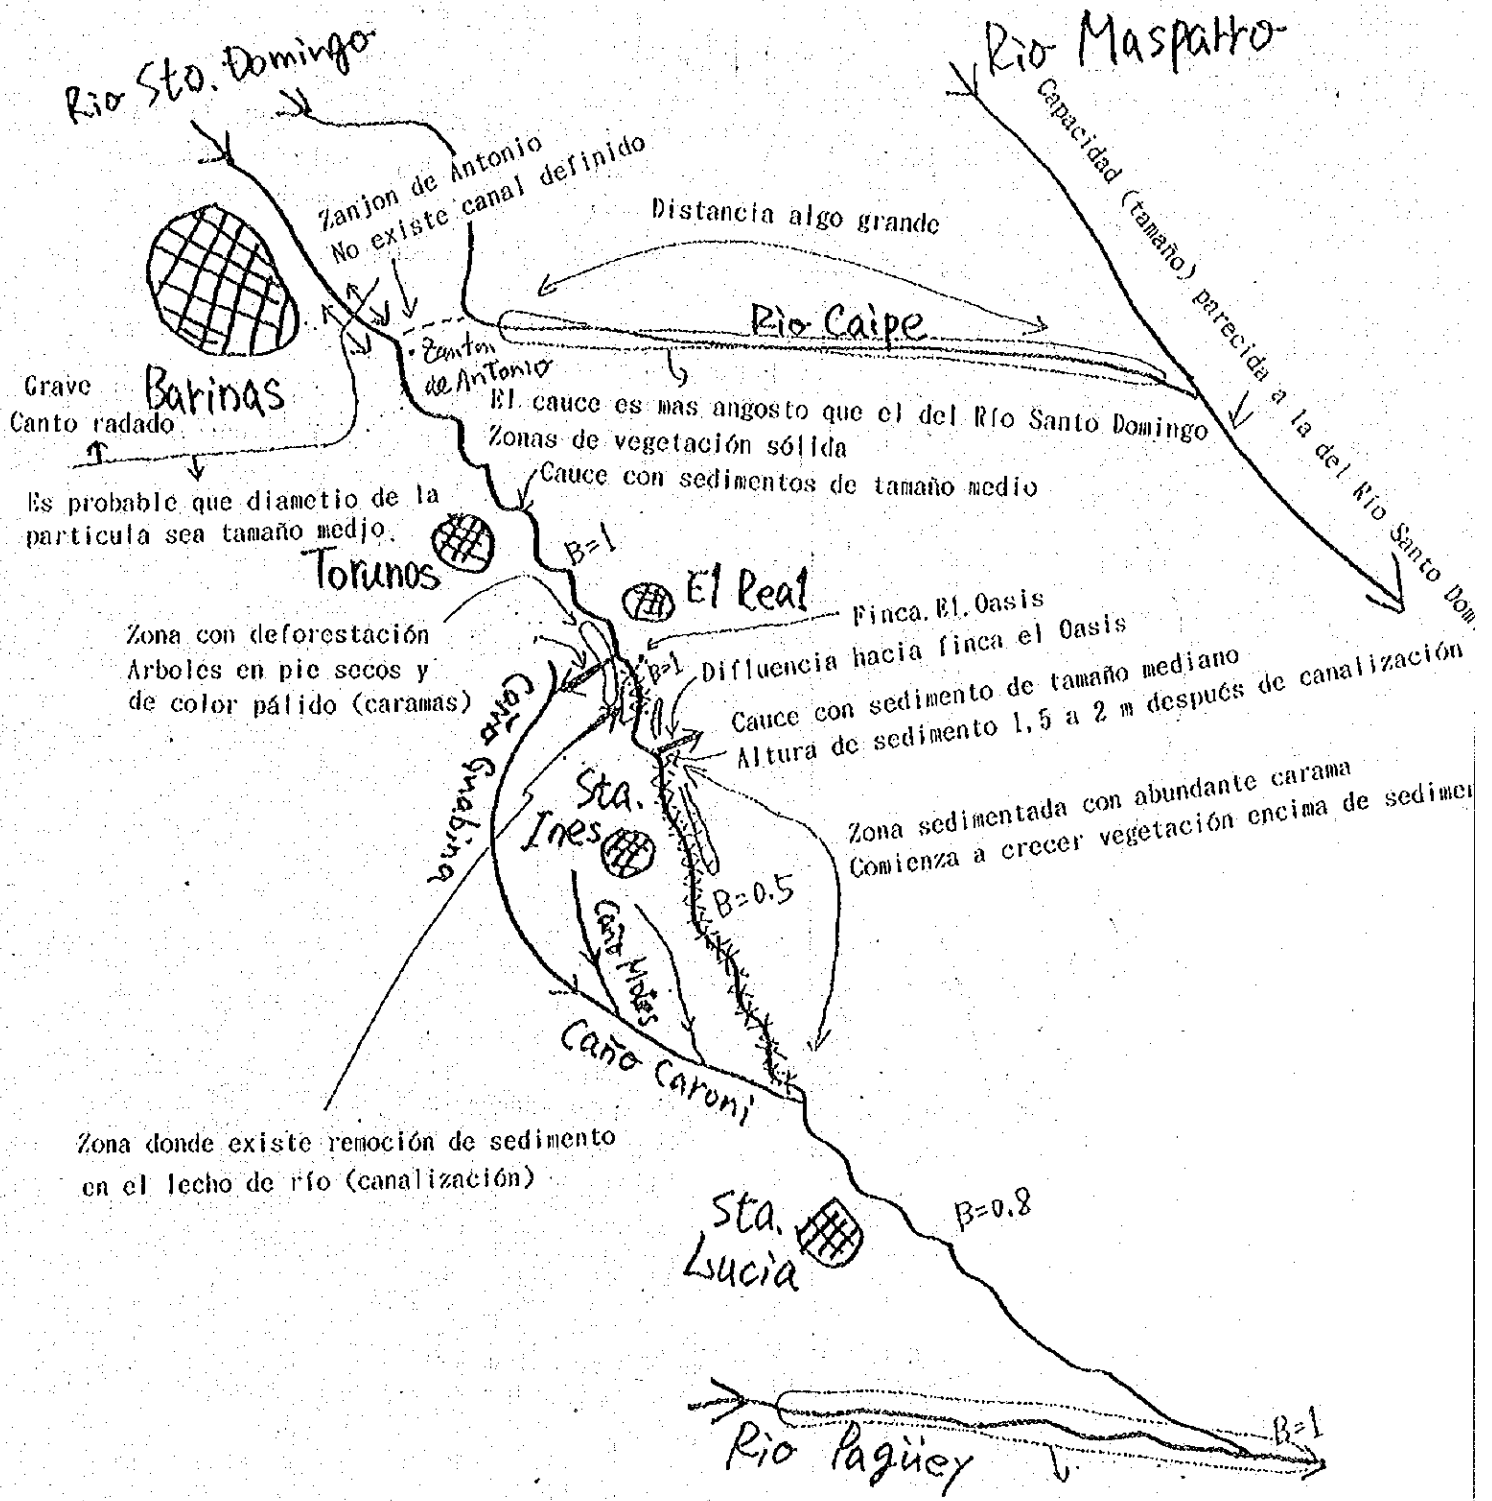 Rio Sto. Domingo
Rio Maspatto
Capacidad (tamaño) parecida a la del Río Santo Dom
Zanjon de Antonio
No existe canal definido
Distancia algo grande
Rio Caipe
Zanton
de Antonio
Barinas
Grave
Canto radado
El cauce es mas angosto que el del Río Santo Domingo
Zonas de vegetación sólida
Cauce con sedimentos de tamaño medio
Es probable que diametio de la
particula sea tamaño medjo.
B=1
Torunos
El Real
Finca. El. Oasis
Zona con deforestación
Arboles en pie secos y
de color pálido (caramas)
B=1
Difluencia hacia finca el Oasis
Cauce con sedimento de tamaño mediano
Altura de sedimento 1,5 a 2 m después de canalización
Caño Guabina
Sta.
Ines
Zona sedimentada con abundante carama
Comienza a crecer vegetación encima de sedimen
B=0.5
Caño Moles
Caño Caroni
Zona donde existe remoción de sedimento
en el lecho de río (canalización)
Sta.
Lucia
B=0.8
B=1
Rio Pagüey